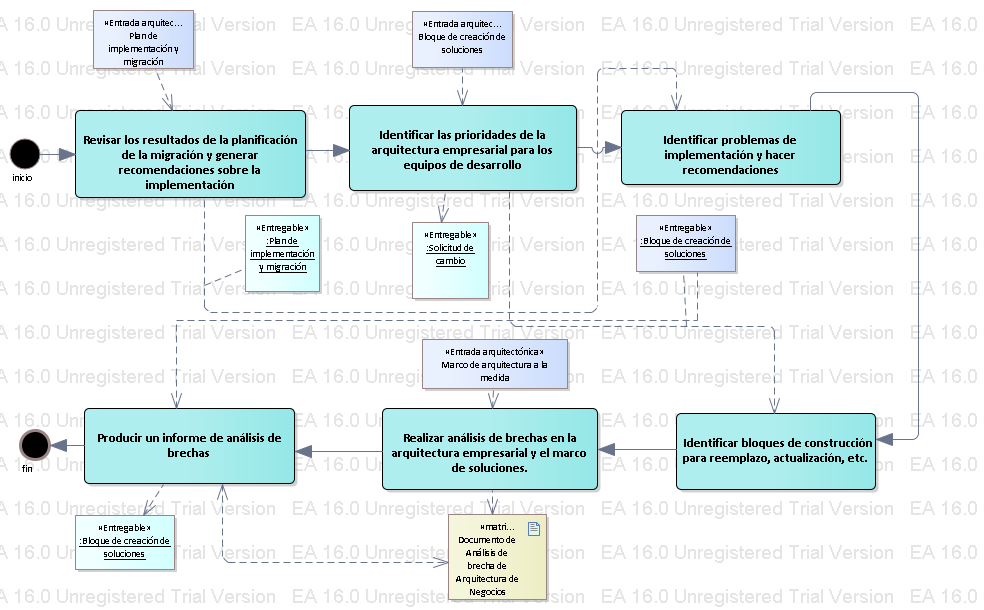 «Entrada arquitec...
Plan de
implementación y
migración
«Entrada arquitec...
Bloque de creación de
soluciones
Revisar los resultados de la planificación
de la migración y generar
recomendaciones sobre la
implementación
Identificar las prioridades de la
arquitectura empresarial para los
equipos de desarrollo
Identificar problemas de
implementación y hacer
recomendaciones
inicio
«Entregable»
:Plan de
implementación
y migración
«Entregable»
:Solicitud de
cambio
«Entregable»
:Bloque de creación de
soluciones
«Entrada arquitectónica»
Marco de arquitectura a la
medida
Producir un informe de análisis de
brechas
Realizar análisis de brechas en la
arquitectura empresarial y el marco
de soluciones.
Identificar bloques de construcción
para reemplazo, actualización, etc.
fin
«Entregable»
:Bloque de creación de
soluciones
«matri...
Documento de
Análisis de
brecha de
Arquitectura de
Negocios
EA 16.0 Unregistered Trial Version